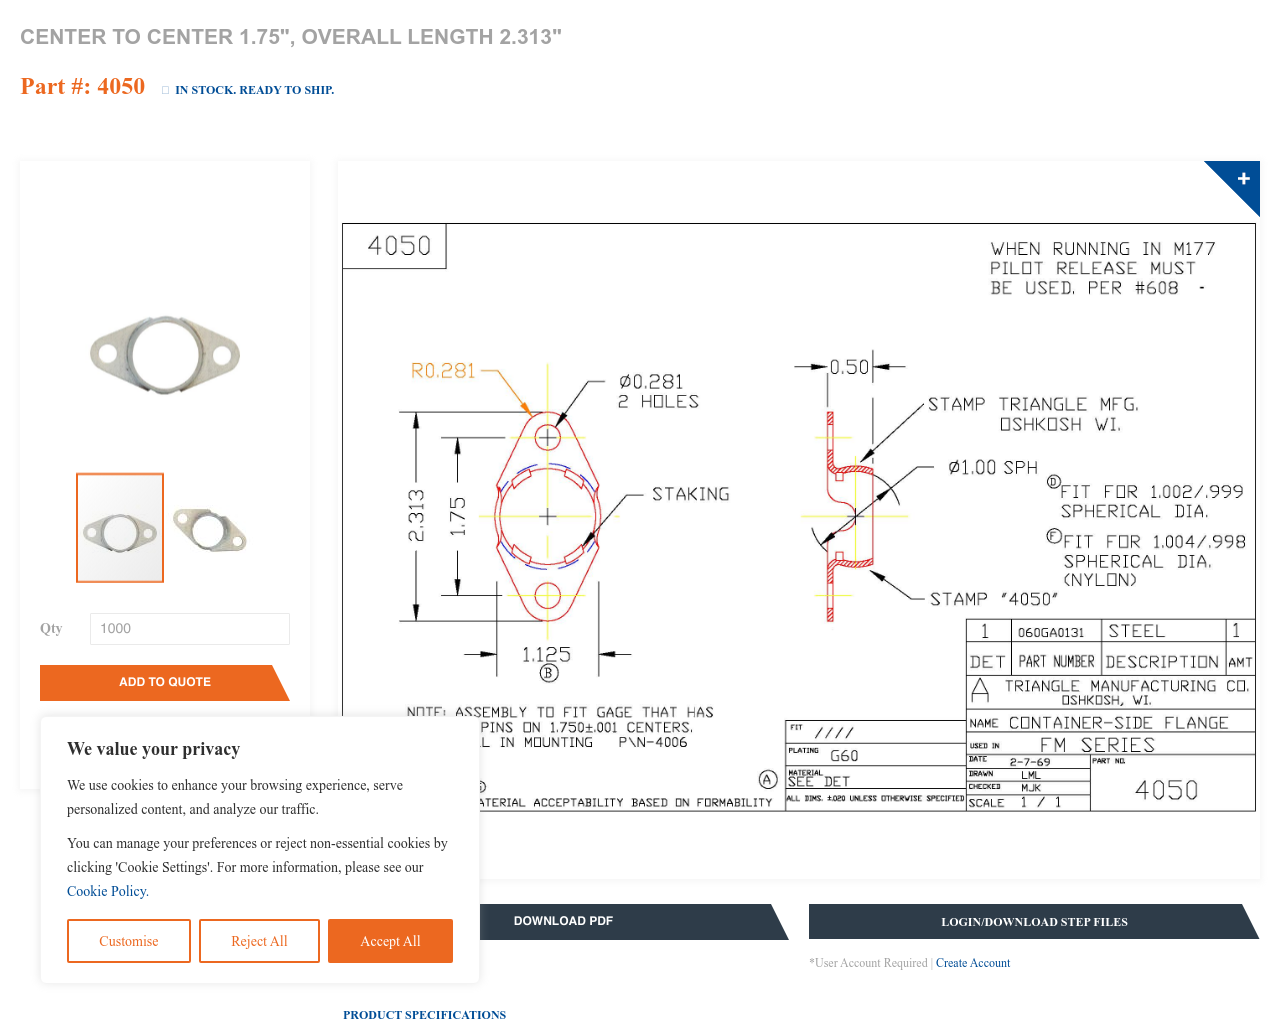 CENTER TO CENTER 1.75", OVERALL LENGTH 2.313"
Part #: 4050
IN STOCK. READY TO SHIP.
+
4050
WHEN RUNNING IN M177
PILOT RELEASE MUST
BE USED. PER #608 -
R0.281
Ø0.281
2 HOLES
2.313
1.75
STAKING
1.125
B
0.50
STAMP TRIANGLE MFG.
OSHKOSH WI.
Ø1.00 SPH
D FIT FOR 1.002/.999
SPHERICAL DIA.
F FIT FOR 1.004/.998
SPHERICAL DIA.
(NYLON)
STAMP "4050"
NOTE: ASSEMBLY TO FIT GAGE THAT HAS
PINS ON 1.750±.001 CENTERS.
IN MOUNTING P\N-4006
MATERIAL ACCEPTABILITY BASED ON FORMABILITY
A
FIT ////
PLATING G60
MATERIAL
SEE DET
ALL DIMS. ±.020 UNLESS OTHERWISE SPECIFIED
1 060GA0131 STEEL 1
DET PART NUMBER DESCRIPTION AMT
A TRIANGLE MANUFACTURING CO.
OSHKOSH, WI.
NAME CONTAINER-SIDE FLANGE
USED IN FM SERIES
DATE 2-7-69
DRAWN LML
CHECKED MJK
SCALE 1 / 1
PART NO.
4050
Qty 1000
ADD TO QUOTE
We value your privacy
We use cookies to enhance your browsing experience, serve
personalized content, and analyze our traffic.
You can manage your preferences or reject non-essential cookies by
clicking 'Cookie Settings'. For more information, please see our
Cookie Policy.
Customise
Reject All
Accept All
DOWNLOAD PDF
LOGIN/DOWNLOAD STEP FILES
*User Account Required | Create Account
PRODUCT SPECIFICATIONS